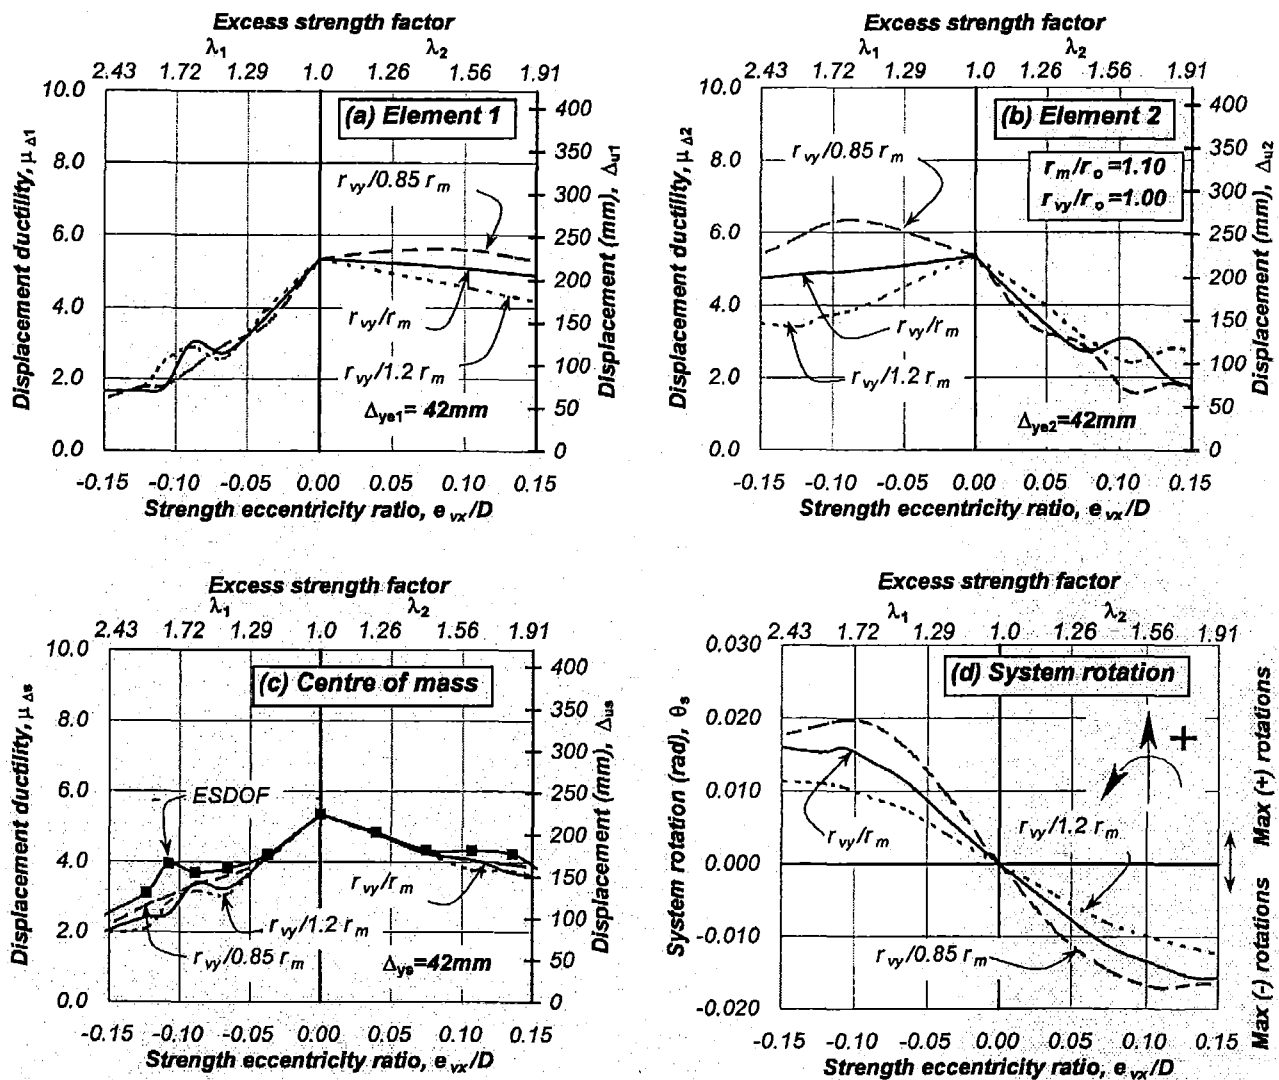 Excess strength factor
λ1 λ2
2.43 1.72 1.29 1.0 1.26 1.56 1.91
10.0
8.0
6.0
4.0
2.0
0.0
Displacement ductility, μΔ1
(a) Element 1
r vy/0.85 r m
r vy/r m
r vy/1.2 r m
Δye1= 42mm
400
350
300
250
200
150
100
50
0
Displacement (mm), Δu1
-0.15 -0.10 -0.05 0.00 0.05 0.10 0.15
Strength eccentricity ratio, e vx/D
Excess strength factor
λ1 λ2
2.43 1.72 1.29 1.0 1.26 1.56 1.91
10.0
8.0
6.0
4.0
2.0
0.0
Displacement ductility, μΔ2
(b) Element 2
r m/r o=1.10
r vy/r o=1.00
r vy/0.85 r m
r vy/r m
r vy/1.2 r m
Δye2=42mm
400
350
300
250
200
150
100
50
0
Displacement (mm), Δu2
-0.15 -0.10 -0.05 0.00 0.05 0.10 0.15
Strength eccentricity ratio, e vx/D
Excess strength factor
λ1 λ2
2.43 1.72 1.29 1.0 1.26 1.56 1.91
10.0
8.0
6.0
4.0
2.0
0.0
Displacement ductility, μΔs
(c) Centre of mass
ESDOF
r vy/r m
r vy/1.2 r m
r vy/0.85 r m
Δys=42mm
400
350
300
250
200
150
100
50
0
Displacement (mm), Δus
-0.15 -0.10 -0.05 0.00 0.05 0.10 0.15
Strength eccentricity ratio, e vx/D
Excess strength factor
λ1 λ2
2.43 1.72 1.29 1.0 1.26 1.56 1.91
0.030
0.020
0.010
0.000
-0.010
-0.020
System rotation (rad), θs
(d) System rotation
+
r vy/r m
r vy/1.2 r m
r vy/0.85 r m
Max (-) rotations Max (+) rotations
-0.15 -0.10 -0.05 0.00 0.05 0.10 0.15
Strength eccentricity ratio, e vx/D